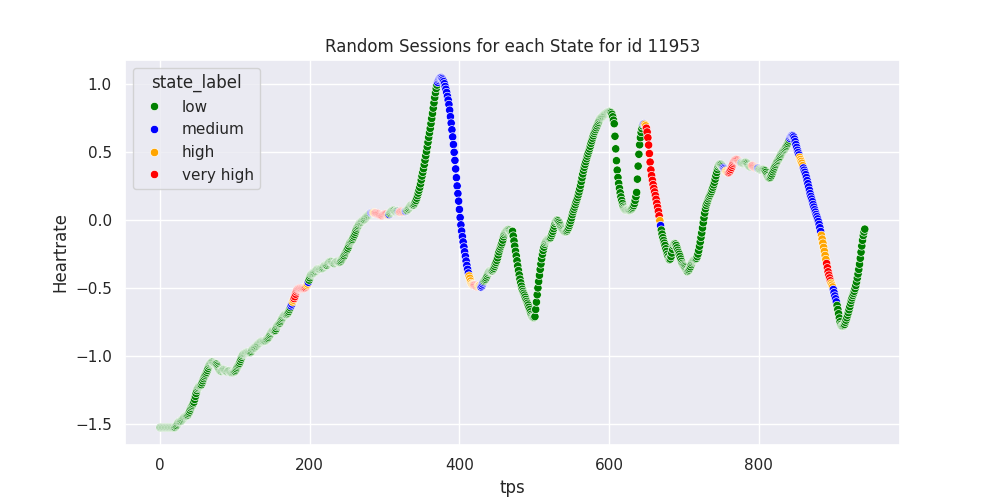 Random Sessions for each State for id 11953
state_label
low
medium
high
very high
1.0
0.5
0.0
−0.5
−1.0
−1.5
Heartrate
0 200 400 600 800
tps